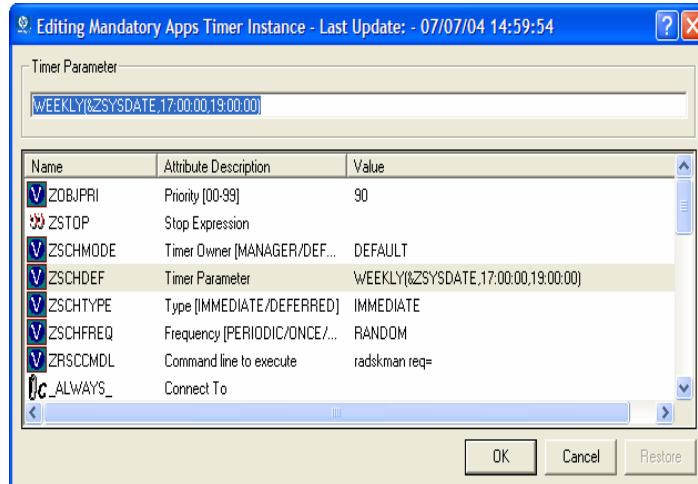 Editing Mandatory Apps Timer Instance - Last Update: - 07/07/04 14:59:54
Timer Parameter
WEEKLY(&ZSYSDATE,17:00:00,19:00:00)
Name Attribute Description Value
ZOBJPRI Priority [00-99] 90
ZSTOP Stop Expression
ZSCHMODE Timer Owner [MANAGER/DEF... DEFAULT
ZSCHDEF Timer Parameter WEEKLY(&ZSYSDATE,17:00:00,19:00:00)
ZSCHTYPE Type [IMMEDIATE/DEFERRED] IMMEDIATE
ZSCHFREQ Frequency [PERIODIC/ONCE/... RANDOM
ZRSCCMDL Command line to execute radskman req=
_ALWAYS_ Connect To
OK Cancel Restore